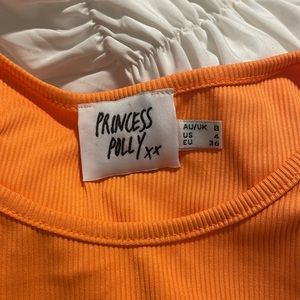 PRINCESS
POLLY xx
AU/UK 8
US 4
EU 36